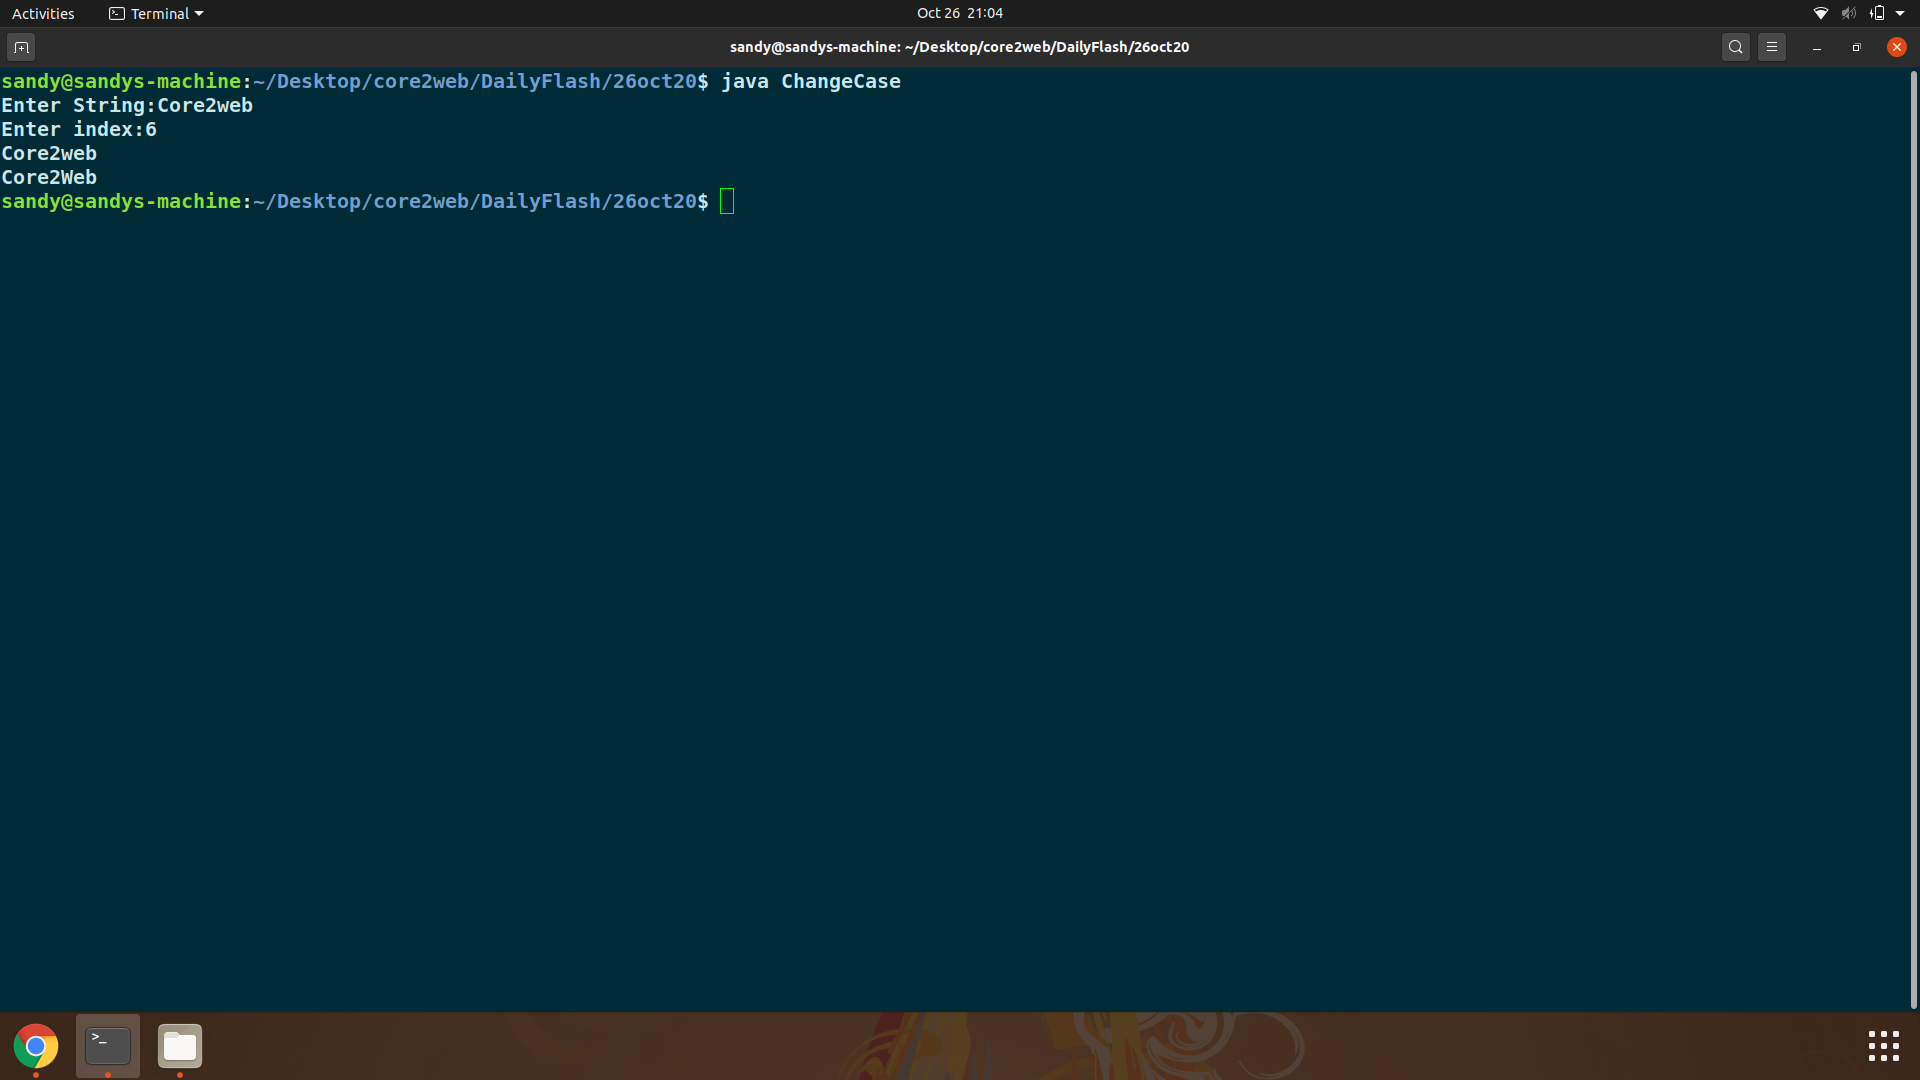 Activities Terminal Oct 26 21:04
sandy@sandys-machine: ~/Desktop/core2web/DailyFlash/26oct20
sandy@sandys-machine:~/Desktop/core2web/DailyFlash/26oct20$ java ChangeCase
Enter String:Core2web
Enter index:6
Core2web
Core2Web
sandy@sandys-machine:~/Desktop/core2web/DailyFlash/26oct20$
>_